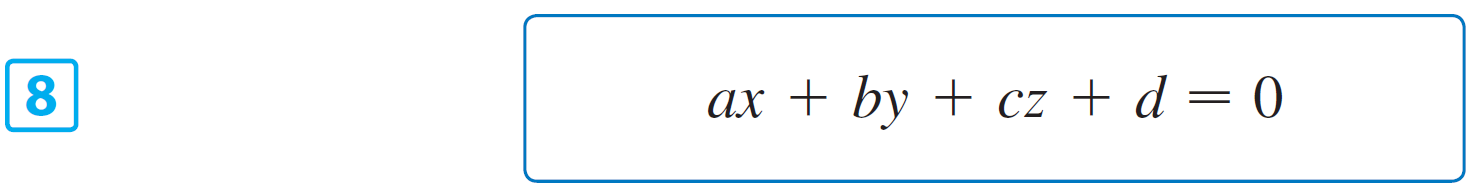 8 ax + by + cz + d = 0